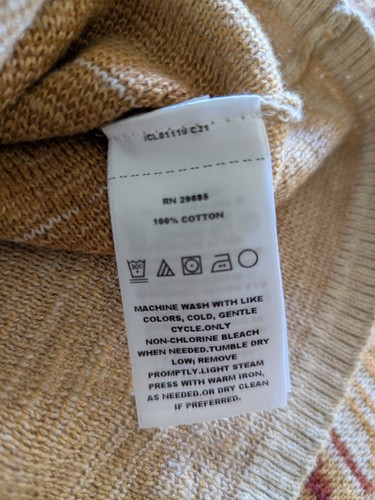 ICL01119 C21
RN 29685
100% COTTON
30°
MACHINE WASH WITH LIKE
COLORS, COLD, GENTLE
CYCLE.ONLY
NON-CHLORINE BLEACH
WHEN NEEDED.TUMBLE DRY
LOW; REMOVE
PROMPTLY.LIGHT STEAM
PRESS WITH WARM IRON,
AS NEEDED.OR DRY CLEAN
IF PREFERRED.